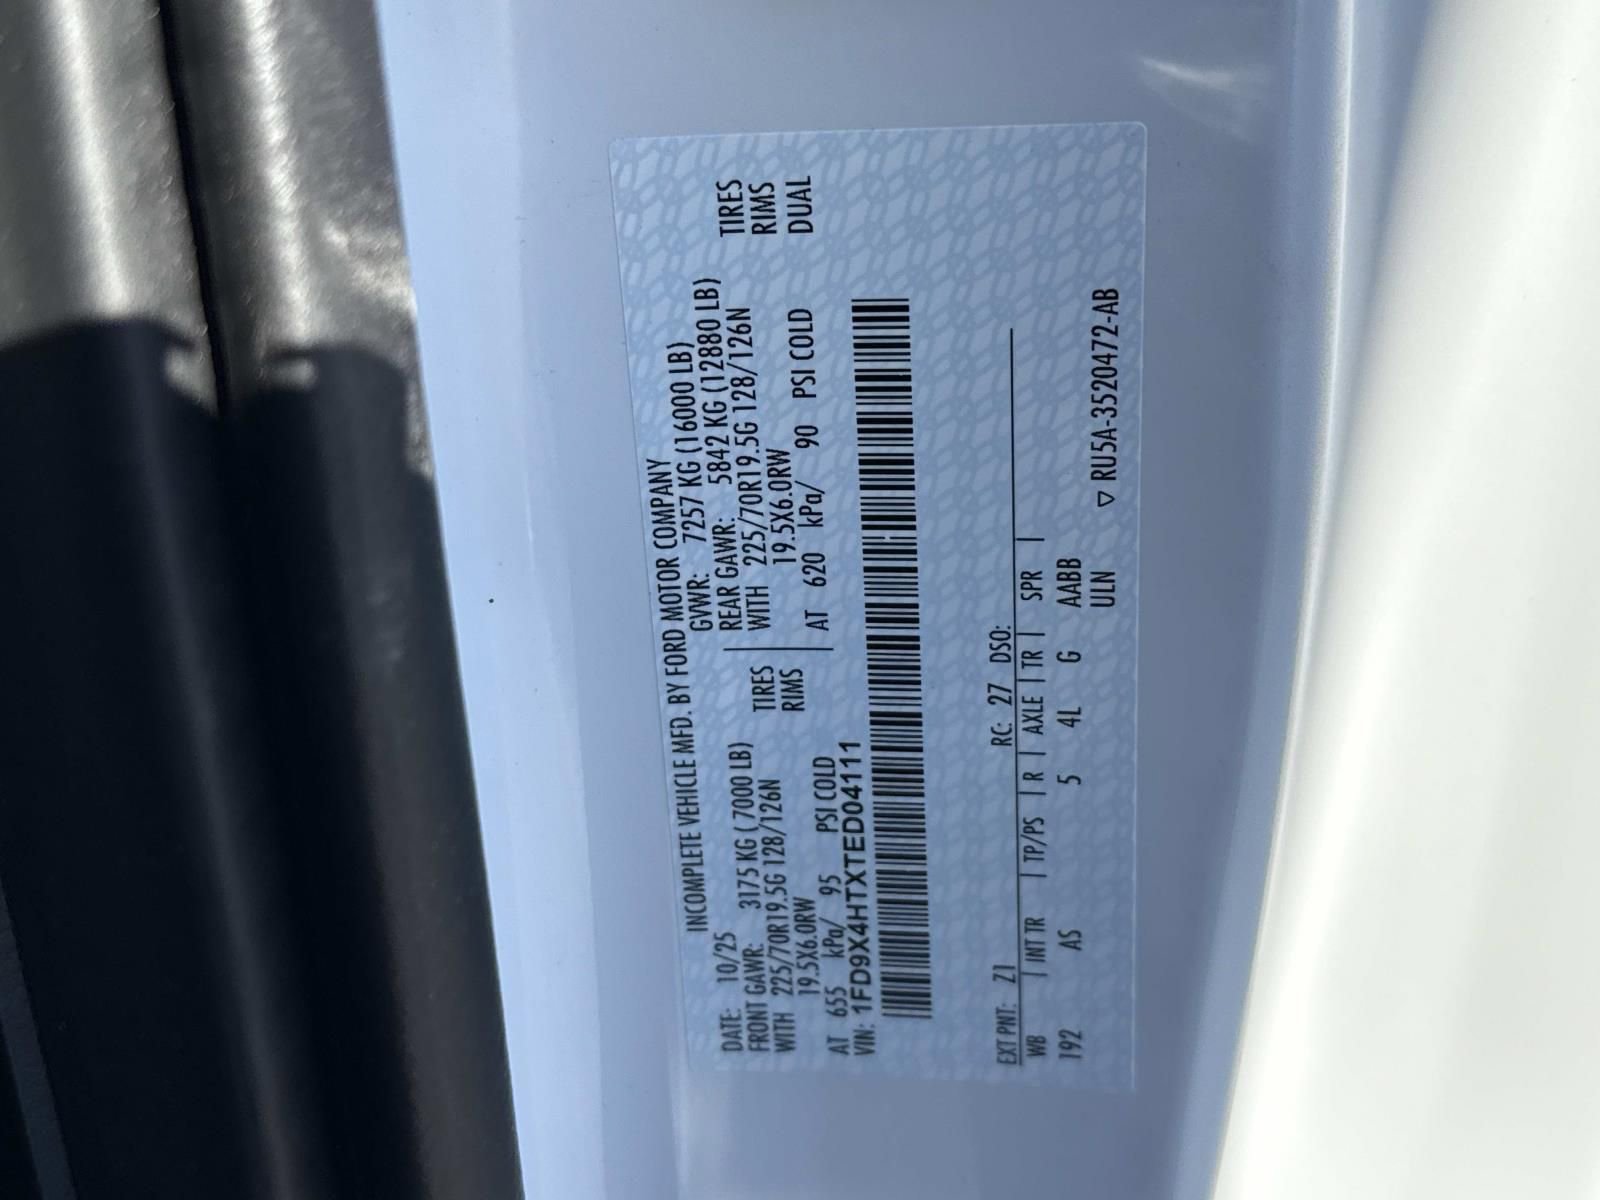 INCOMPLETE VEHICLE MFD. BY FORD MOTOR COMPANY
DATE: 10/25 GVWR: 7257 KG (16000 LB)
FRONT GAWR: 3175 KG (7000 LB) REAR GAWR: 5842 KG (12880 LB)
WITH 225/70R19.5G 128/126N TIRES WITH 225/70R19.5G 128/126N TIRES
19.5X6.0RW RIMS 19.5X6.0RW RIMS
AT 655 kPa/ 95 PSI COLD AT 620 kPa/ 90 PSI COLD DUAL
VIN: 1FD9X4HTXTED04111
EXT PNT: Z1 RC: 27 DSO:
WB | INT TR | TP/PS | R | AXLE | TR | SPR |
192 AS 5 4L G AABB
ULN
▽ RU5A-3520472-AB